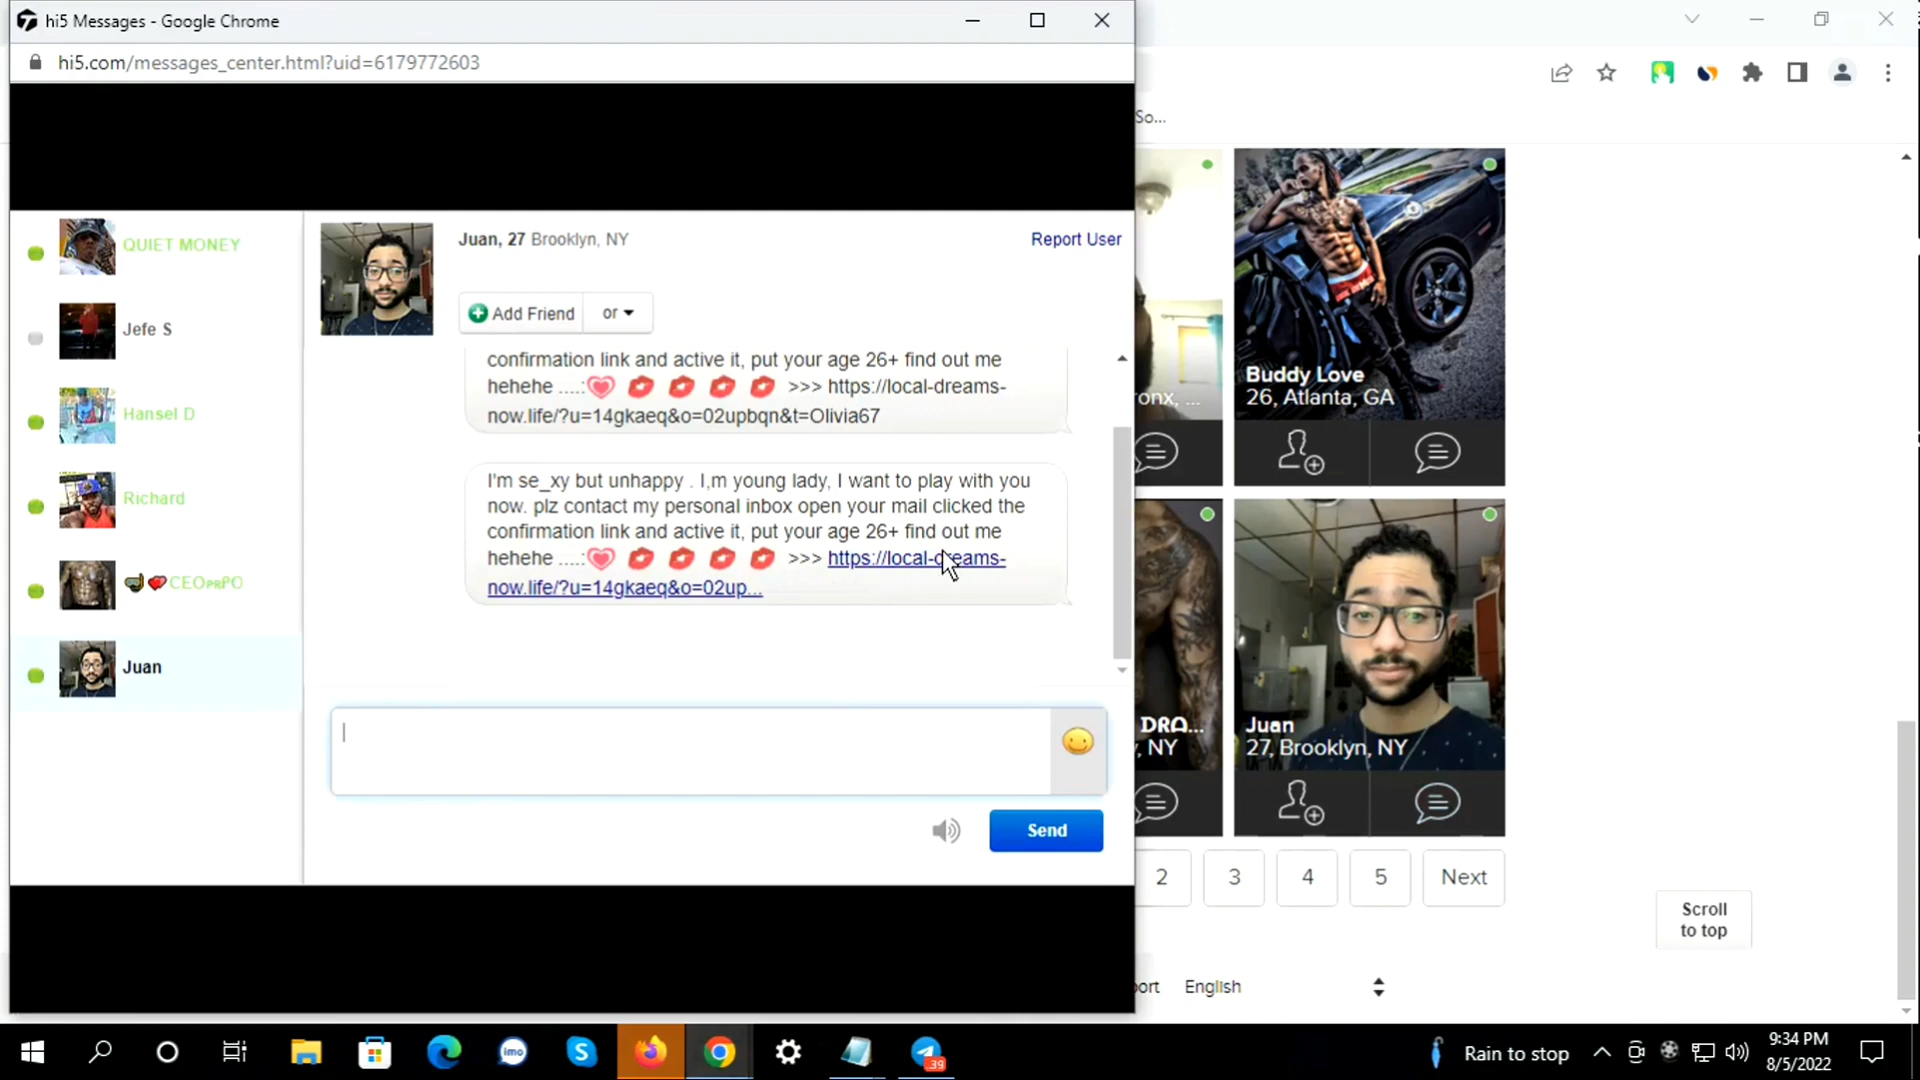 hi5 Messages - Google Chrome
hi5.com/messages_center.html?uid=6179772603
So...
QUIET MONEY
Jefe S
Hansel D
Richard
CEO
Juan
Juan, 27 Brooklyn, NY
Report User
Add Friend
or
confirmation link and active it, put your age 26+ find out me
hehehe ....:💗 💋 💋 💋 💋 >>> https://local-dreams-
now.life/?u=14gkaeq&o=02upbqn&t=Olivia67
I'm se_xy but unhappy . I,m young lady, I want to play with you
now. plz contact my personal inbox open your mail clicked the
confirmation link and active it, put your age 26+ find out me
hehehe ....:💗 💋 💋 💋 💋 >>> https://local-dreams-
now.life/?u=14gkaeq&o=02up...
Send
Buddy Love
26, Atlanta, GA
ronx, ...
DRΩ...
, NY
Juan
27, Brooklyn, NY
2
3
4
5
Next
Scroll
to top
port
English
imo
39
Rain to stop
9:34 PM
8/5/2022